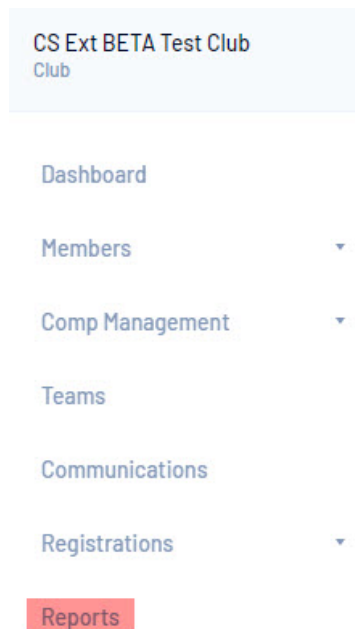 CS Ext BETA Test Club
Club
Dashboard
Members
Comp Management
Teams
Communications
Registrations
Reports